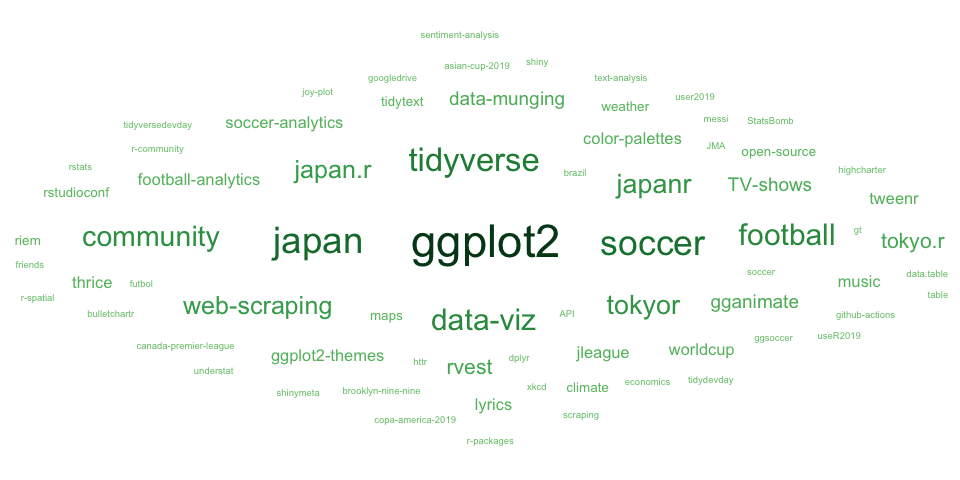 sentiment-analysis
asian-cup-2019 shiny
googledrive text-analysis
joy-plot tidytext data-munging weather user2019
tidyversedevday soccer-analytics color-palettes messi StatsBomb
r-community JMA open-source
rstats football-analytics japan.r tidyverse brazil japanr TV-shows highcharter
rstudioconf tweenr
riem community japan ggplot2 soccer football gt tokyo.r
friends soccer data.table
r-spatial thrice futbol music table
bulletchartr web-scraping maps data-viz API tokyor gganimate github-actions
canada-premier-league ggplot2-themes httr dplyr jleague worldcup ggsoccer useR2019
understat rvest
shinymeta brooklyn-nine-nine xkcd climate economics tidydevday
copa-america-2019 lyrics scraping
r-packages